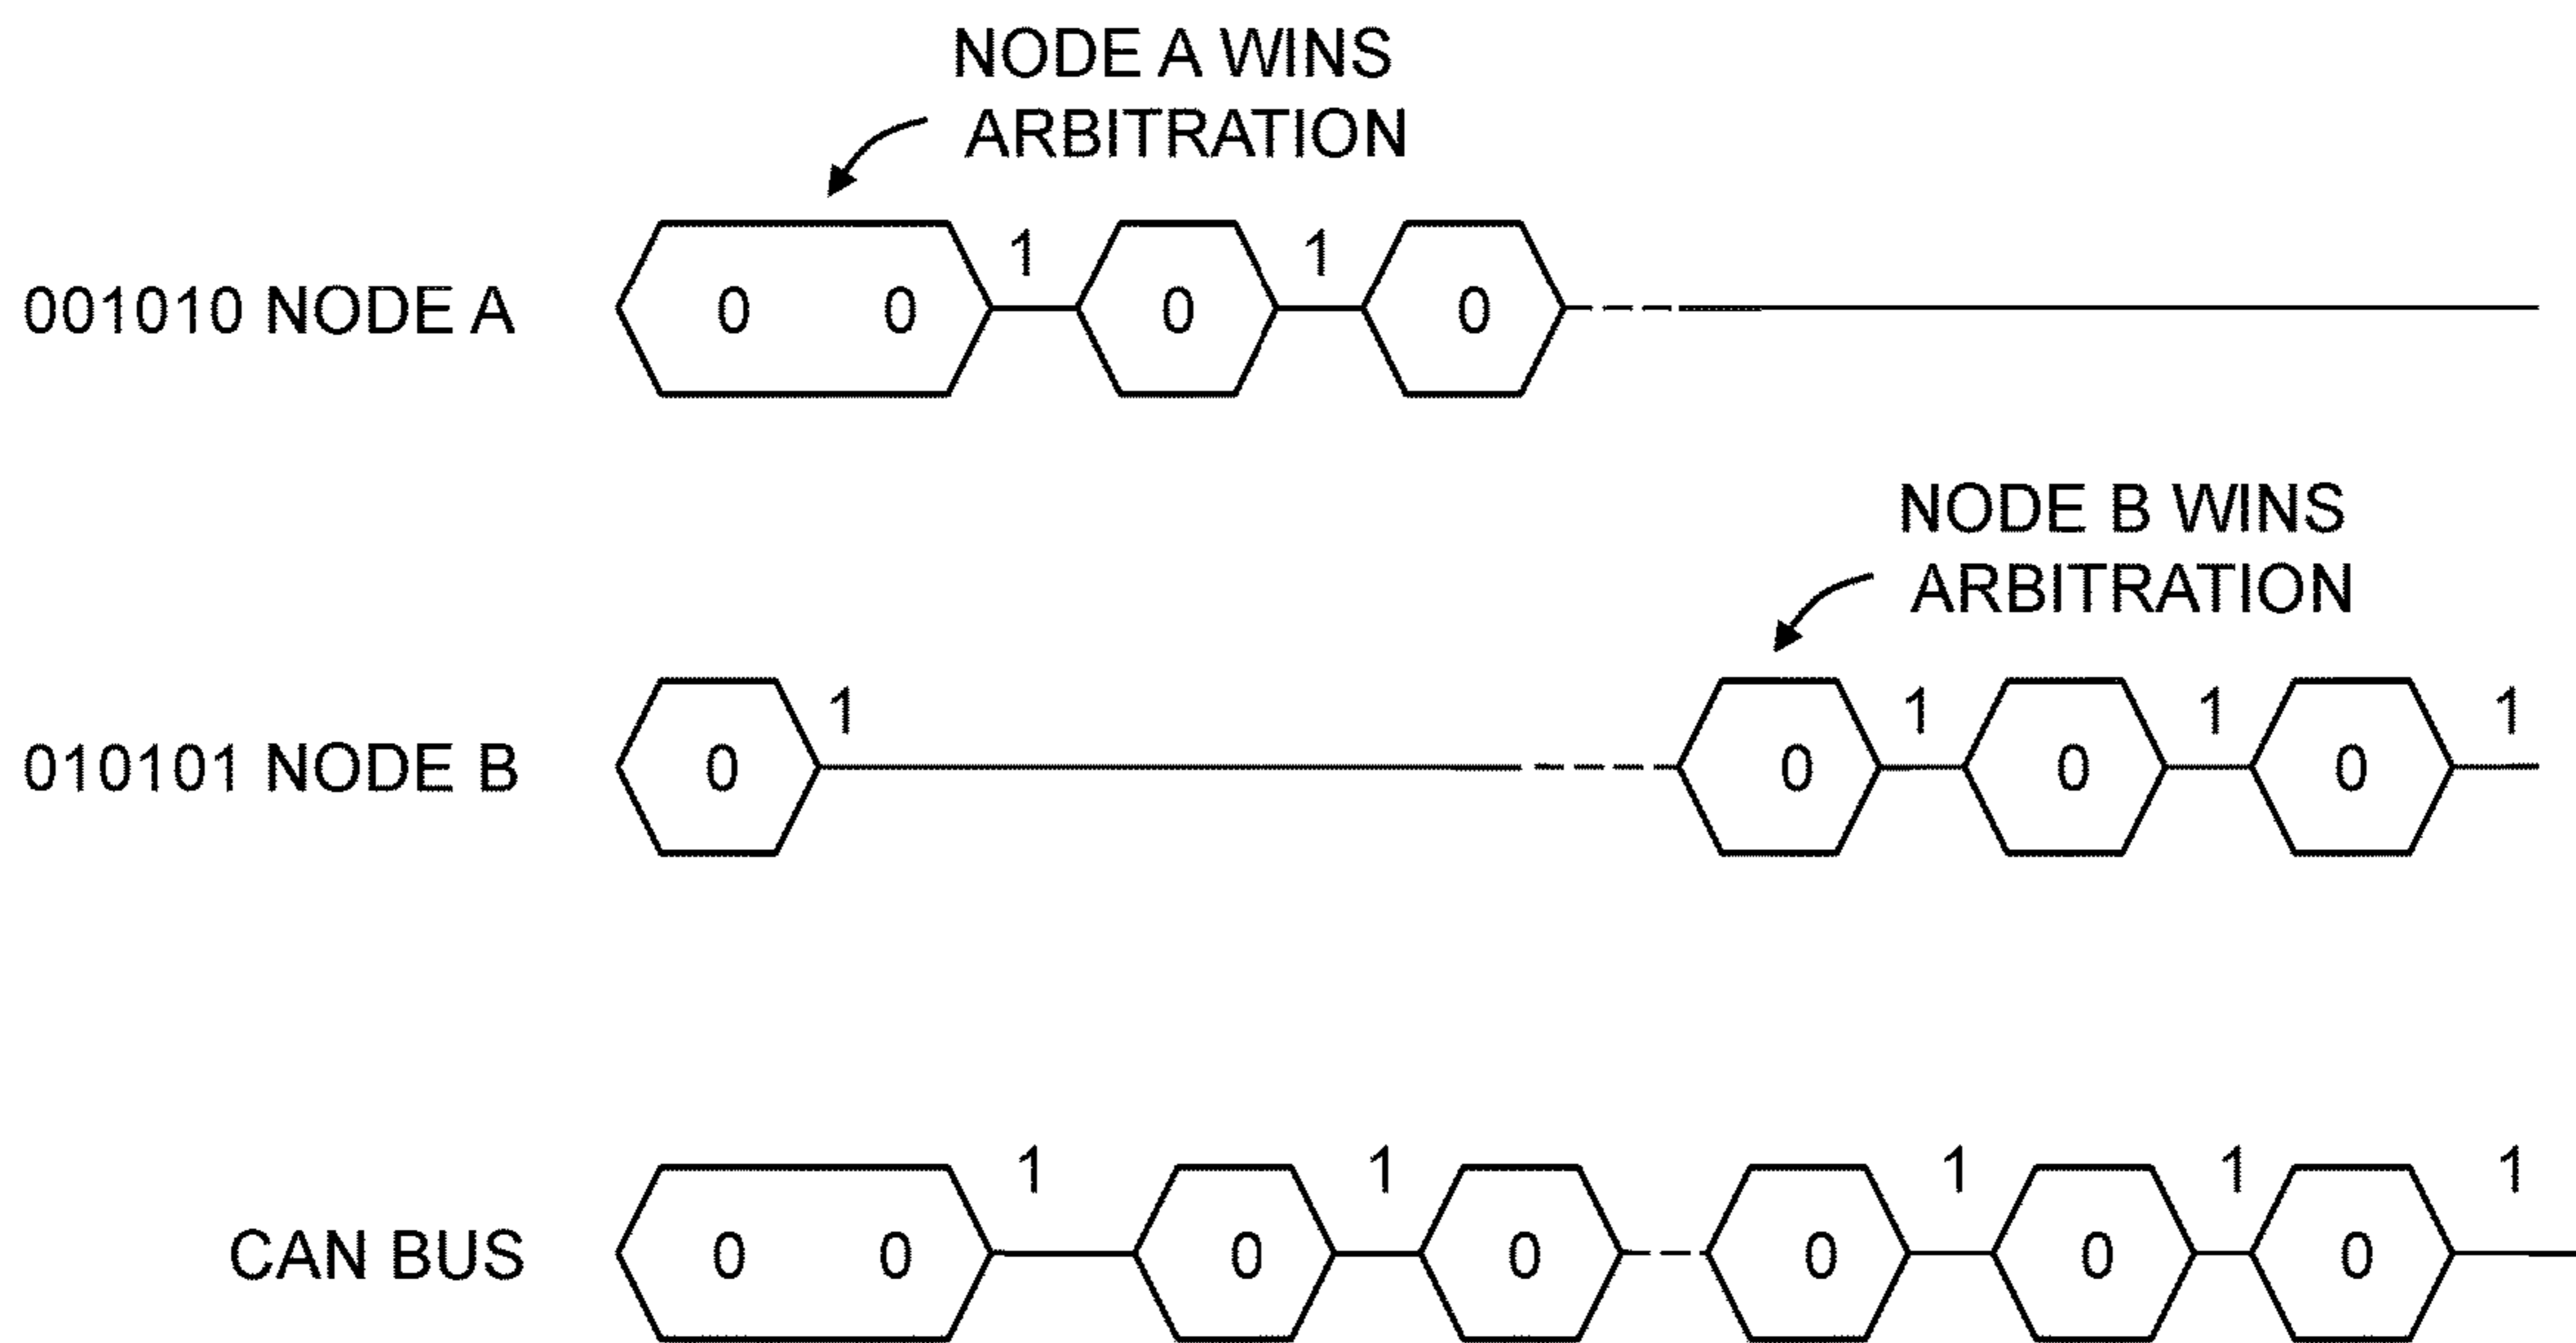 NODE A WINS
ARBITRATION
1 1
001010 NODE A 0 0 0 0
NODE B WINS
ARBITRATION
1 1 1 1
010101 NODE B 0 0 0 0
1 1 1 1 1
CAN BUS 0 0 0 0 0 0 0